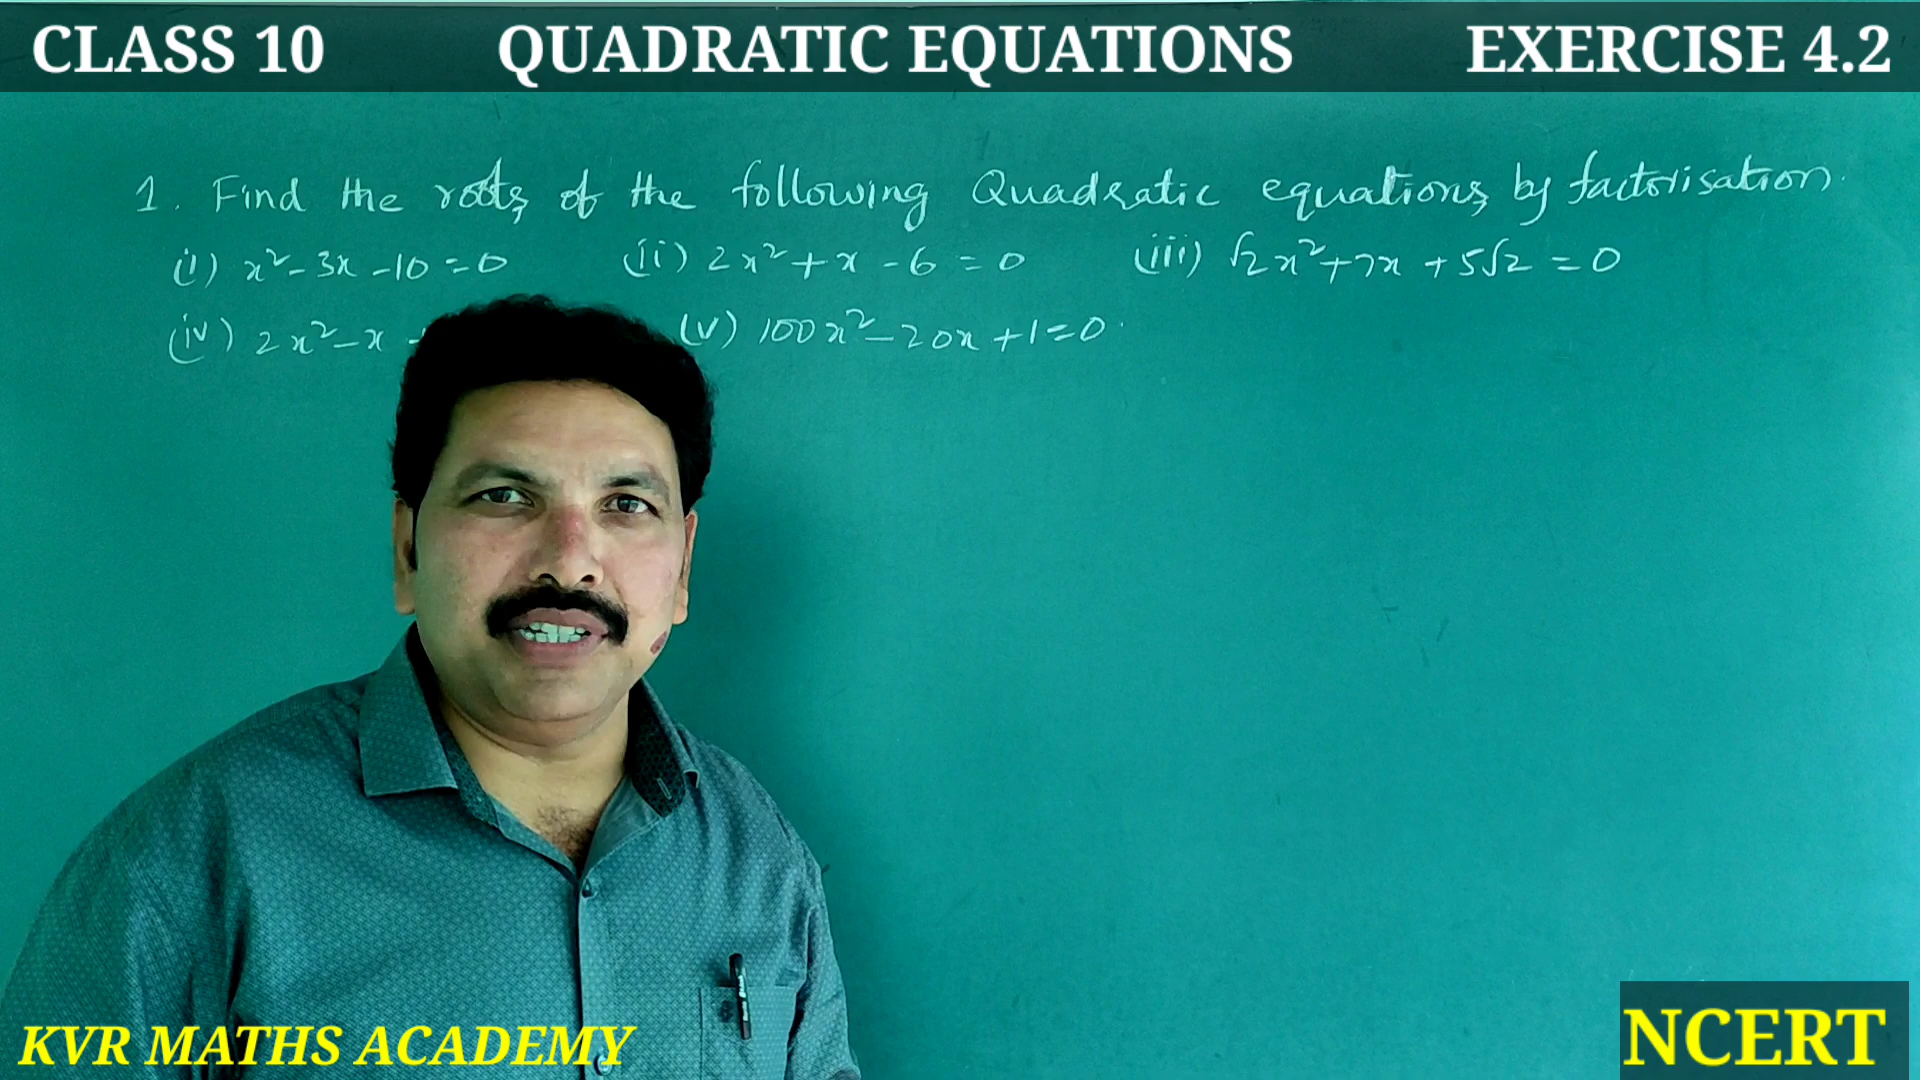 CLASS 10 QUADRATIC EQUATIONS EXERCISE 4.2
1. Find the roots of the following Quadratic equations by factorisation.
(i) x²-3x-10=0 (ii) 2x²+x-6=0 (iii) √2x²+7x+5√2=0
(iv) 2x²-x (v) 100x²-20x+1=0
KVR MATHS ACADEMY
NCERT